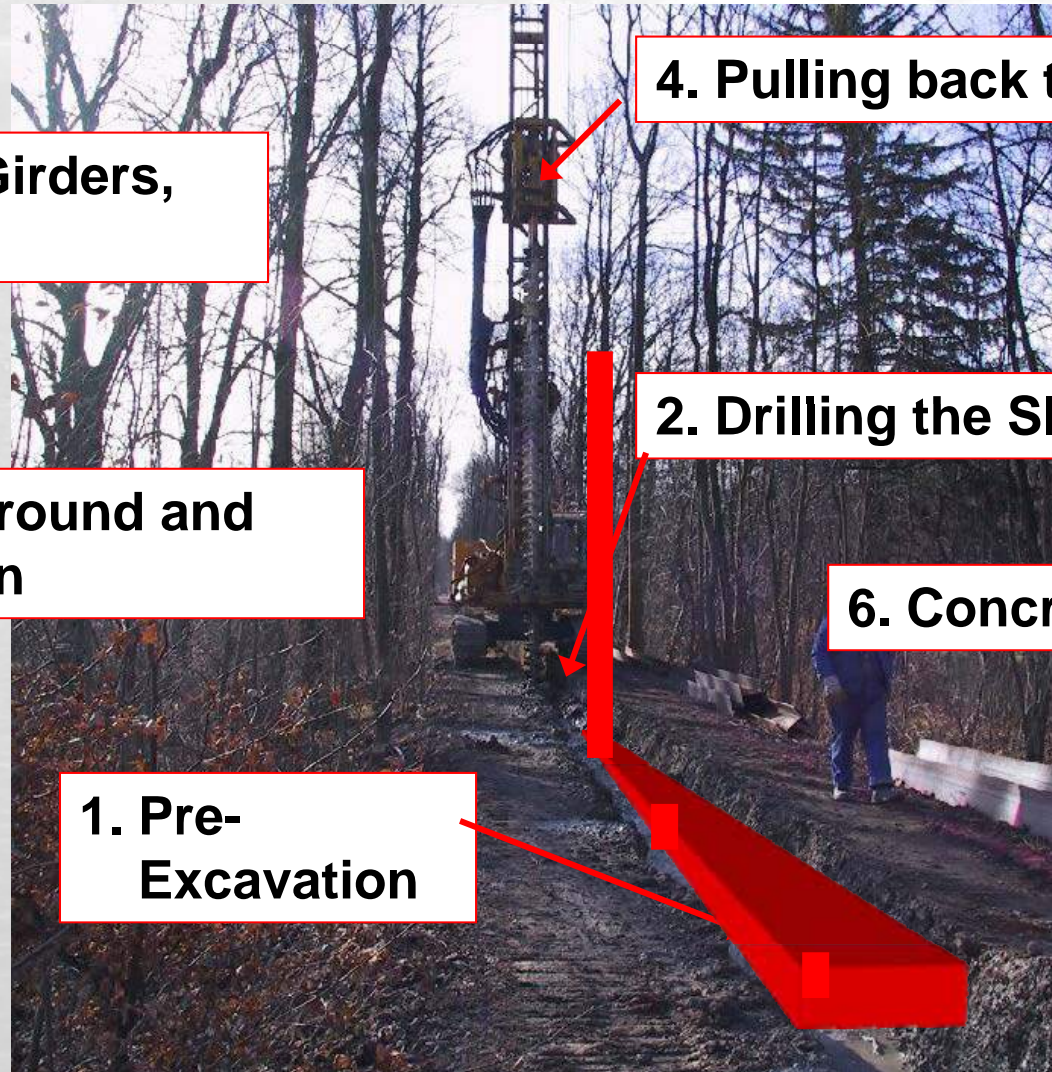 4. Pulling back t
Girders,
2. Drilling the Sl
round and
n
6. Concr
1. Pre-
Excavation